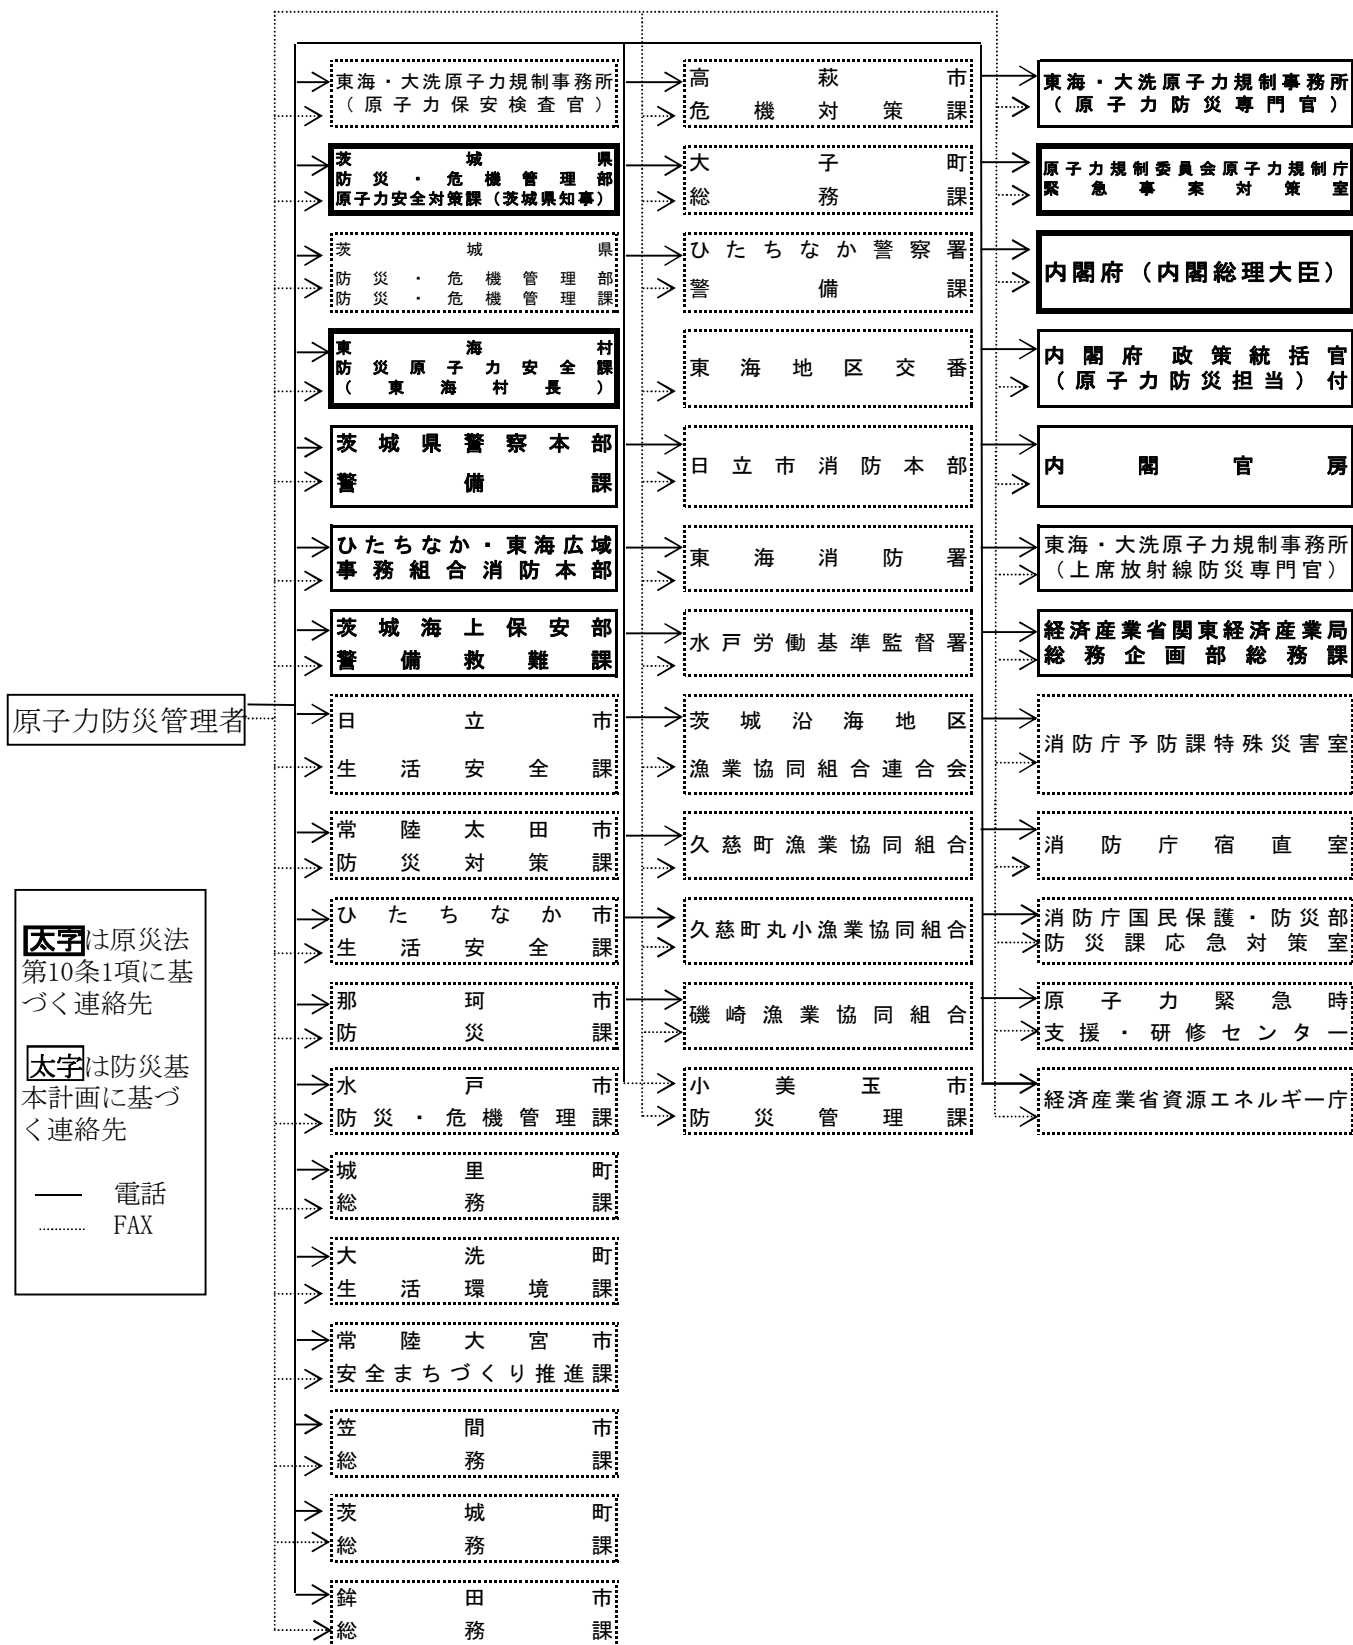 原子力防災管理者
太字は原災法
第10条1項に基
づく連絡先
太字は防災基
本計画に基づ
く連絡先
電話
FAX
東海・大洗原子力規制事務所
（原子力保安検査官）
茨城県
防災・危機管理部
原子力安全対策課（茨城県知事）
茨城県
防災・危機管理部
防災・危機管理課
東海村
防災原子力安全課
（東海村長）
茨城県警察本部
警備課
ひたちなか・東海広域
事務組合消防本部
茨城海上保安部
警備救難課
日立市
生活安全課
常陸太田市
防災対策課
ひたちなか市
生活安全課
那珂市
防災課
水戸市
防災・危機管理課
城里町
総務課
大洗町
生活環境課
常陸大宮市
安全まちづくり推進課
笠間市
総務課
茨城町
総務課
鉾田市
総務課
高萩市
危機対策課
大子町
総務課
ひたちなか警察署
警備課
東海地区交番
日立市消防本部
東海消防署
水戸労働基準監督署
茨城沿海地区
漁業協同組合連合会
久慈町漁業協同組合
久慈町丸小漁業協同組合
磯崎漁業協同組合
小美玉市
防災管理課
東海・大洗原子力規制事務所
（原子力防災専門官）
原子力規制委員会原子力規制庁
緊急事案対策室
内閣府（内閣総理大臣）
内閣府政策統括官
（原子力防災担当）付
内閣官房
東海・大洗原子力規制事務所
（上席放射線防災専門官）
経済産業省関東経済産業局
総務企画部総務課
消防庁予防課特殊災害室
消防庁宿直室
消防庁国民保護・防災部
防災課応急対策室
原子力緊急時
支援・研修センター
経済産業省資源エネルギー庁